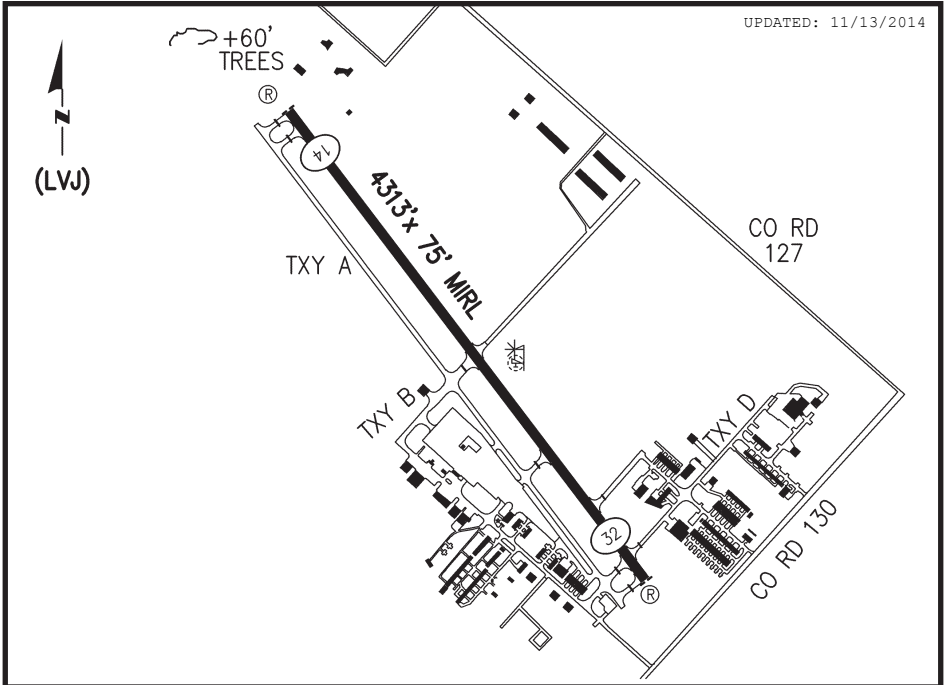 UPDATED: 11/13/2014
+60'
TREES
R
N
(LVJ)
14
4313' x 75' MIRL
TXY A
CO RD
127
TXY B
TXY D
32
CO RD 130
R